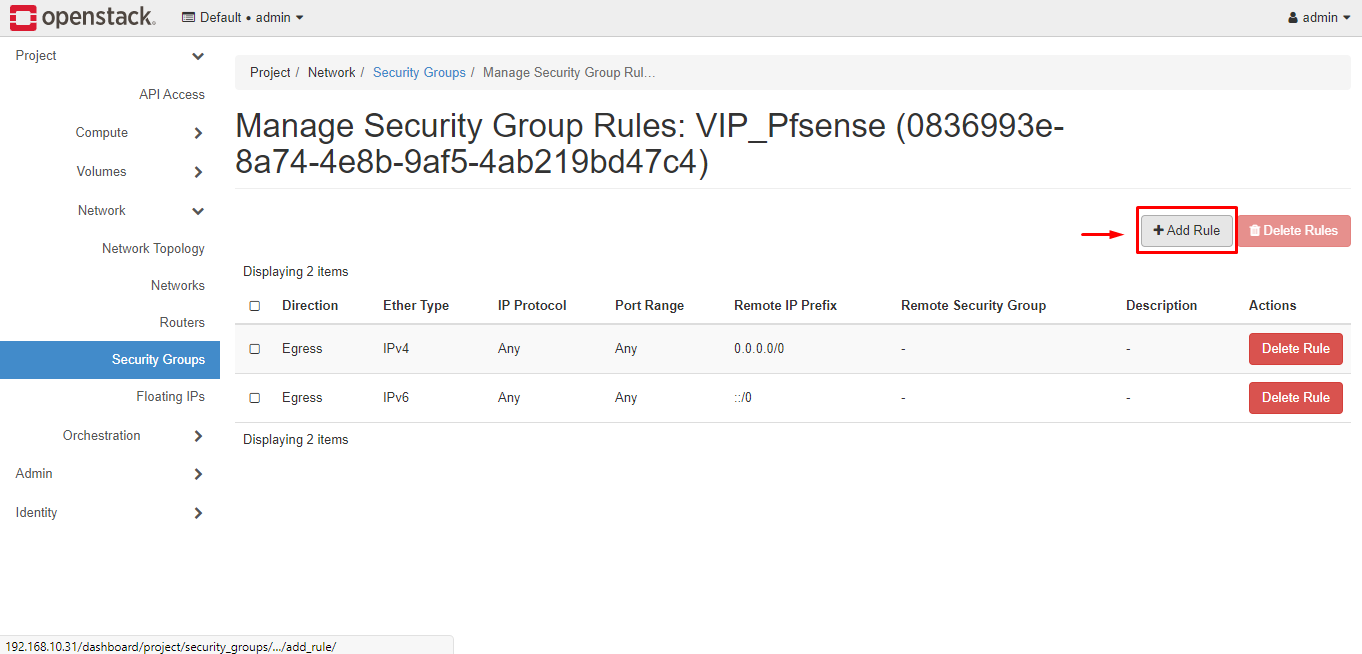 openstack.
Default • admin
admin
Project
API Access
Compute
Volumes
Network
Network Topology
Networks
Routers
Security Groups
Floating IPs
Orchestration
Admin
Identity
Project / Network / Security Groups / Manage Security Group Rul...
Manage Security Group Rules: VIP_Pfsense (0836993e-
8a74-4e8b-9af5-4ab219bd47c4)
+ Add Rule Delete Rules
Displaying 2 items
Direction Ether Type IP Protocol Port Range Remote IP Prefix Remote Security Group Description Actions
Egress IPv4 Any Any 0.0.0.0/0 - - Delete Rule
Egress IPv6 Any Any ::/0 - - Delete Rule
Displaying 2 items
192.168.10.31/dashboard/project/security_groups/.../add_rule/